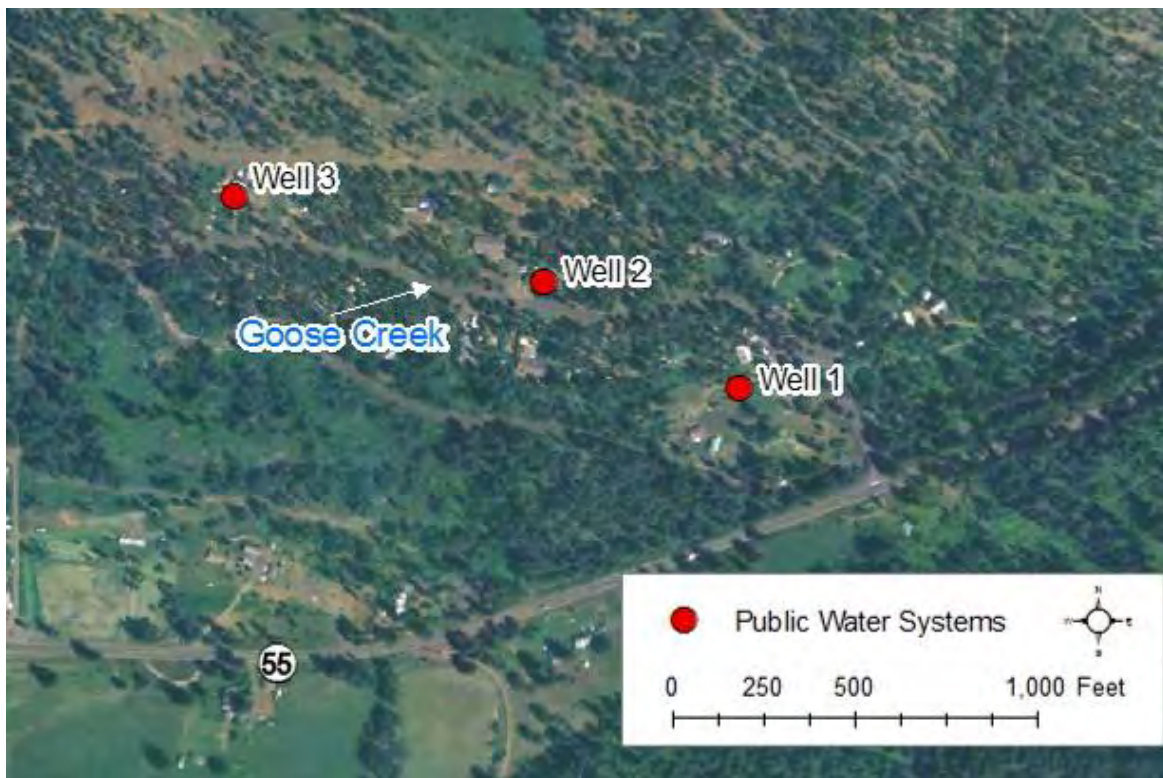 Well 3
Well 2
Goose Creek
Well 1
55
Public Water Systems
N
W E
S
0 250 500 1,000 Feet